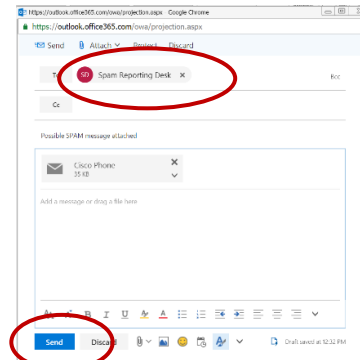 https://outlook.office365.com/owa/projection.aspx - Google Chrome
https://outlook.office365.com/owa/projection.aspx
Send Attach Protect Discard
To SD Spam Reporting Desk × Bcc
Cc
Possible SPAM message attached
Cisco Phone
35 KB
Add a message or drag a file here
B I U A
Send Discard Draft saved at 12:32 PM